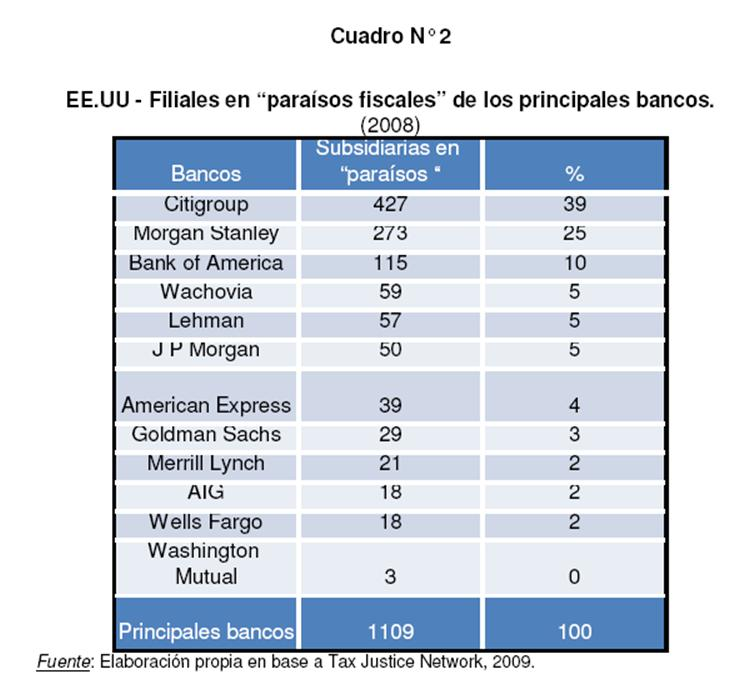 Cuadro N°2
EE.UU - Filiales en “paraísos fiscales” de los principales bancos.
(2008)
Bancos Subsidiarias en “paraísos “ %
Citigroup 427 39
Morgan Stanley 273 25
Bank of America 115 10
Wachovia 59 5
Lehman 57 5
J P Morgan 50 5
American Express 39 4
Goldman Sachs 29 3
Merrill Lynch 21 2
AIG 18 2
Wells Fargo 18 2
Washington
Mutual 3 0
Principales bancos 1109 100
Fuente: Elaboración propia en base a Tax Justice Network, 2009.